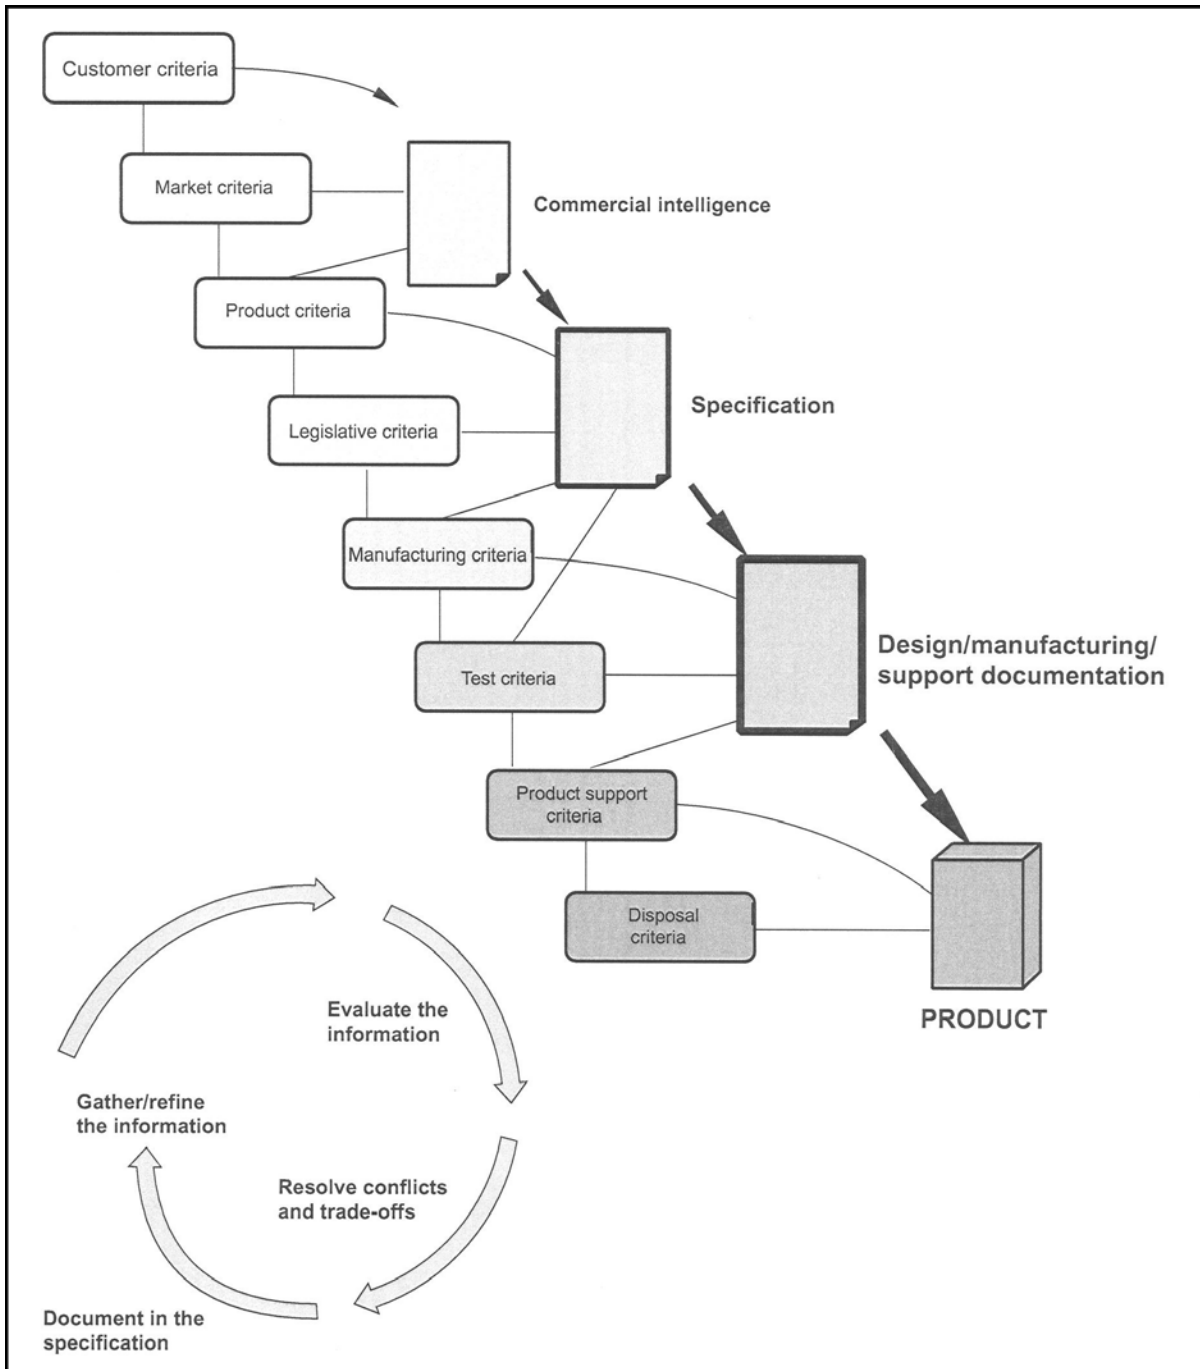 Customer criteria
Market criteria
Commercial intelligence
Product criteria
Specification
Legislative criteria
Manufacturing criteria
Design/manufacturing/
support documentation
Test criteria
Product support
criteria
Disposal
criteria
PRODUCT
Evaluate the
information
Gather/refine
the information
Resolve conflicts
and trade-offs
Document in the
specification